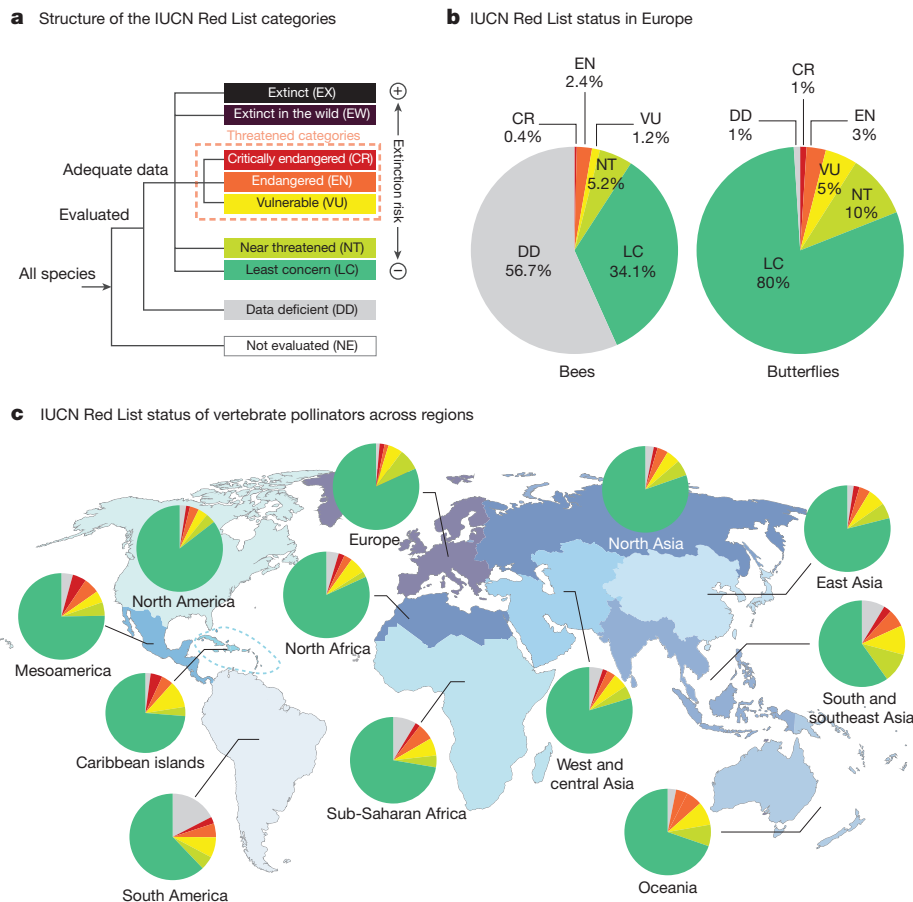 a Structure of the IUCN Red List categories
Extinct (EX)
Extinct in the wild (EW)
Threatened categories
Adequate data
Critically endangered (CR)
Endangered (EN)
Vulnerable (VU)
Evaluated
Near threatened (NT)
Least concern (LC)
All species
Data deficient (DD)
Not evaluated (NE)
+
Extinction risk
−
b IUCN Red List status in Europe
EN
2.4%
CR
0.4%
VU
1.2%
NT
5.2%
DD
56.7%
LC
34.1%
Bees
CR
1%
DD
1%
EN
3%
VU
5%
NT
10%
LC
80%
Butterflies
c IUCN Red List status of vertebrate pollinators across regions
Europe
North Asia
East Asia
North America
North Africa
Mesoamerica
South and
southeast Asia
Caribbean islands
West and
central Asia
Sub-Saharan Africa
South America
Oceania